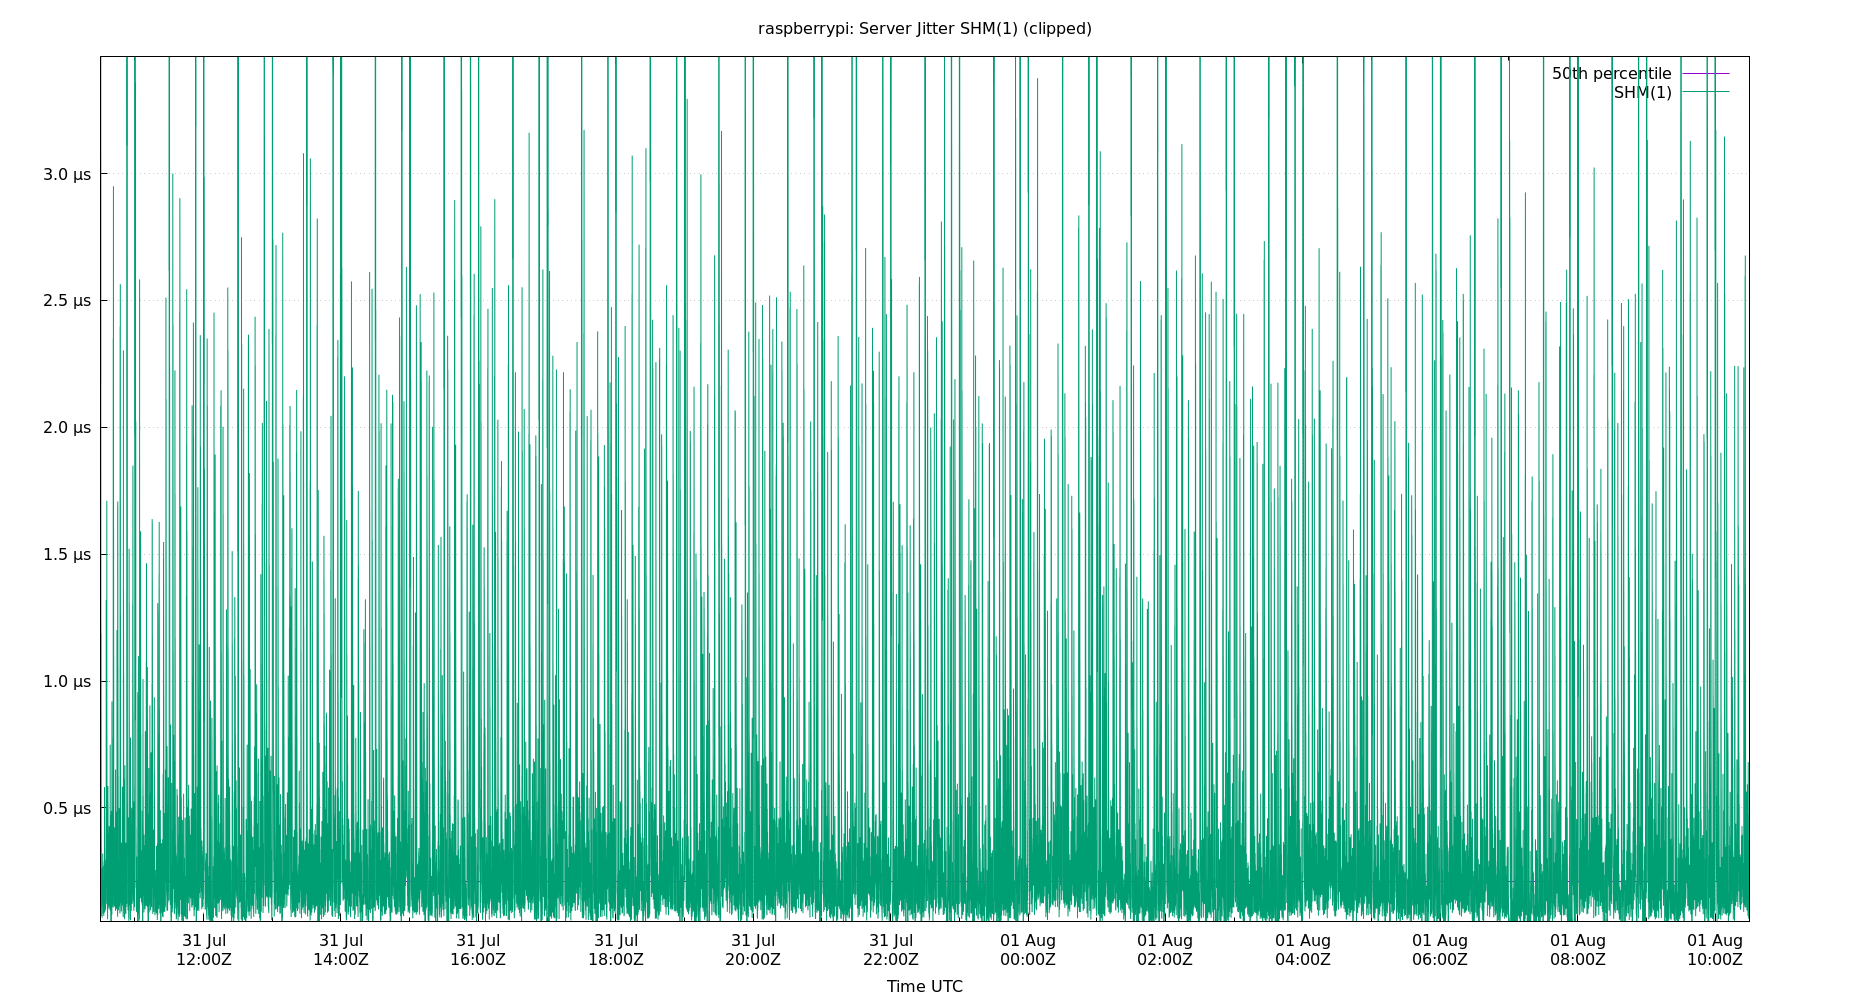 raspberrypi: Server Jitter SHM(1) (clipped)
50th percentile
SHM(1)
3.0 µs
2.5 µs
2.0 µs
1.5 µs
1.0 µs
0.5 µs
31 Jul 31 Jul 31 Jul 31 Jul 31 Jul 31 Jul 01 Aug 01 Aug 01 Aug 01 Aug 01 Aug 01 Aug
12:00Z 14:00Z 16:00Z 18:00Z 20:00Z 22:00Z 00:00Z 02:00Z 04:00Z 06:00Z 08:00Z 10:00Z
Time UTC